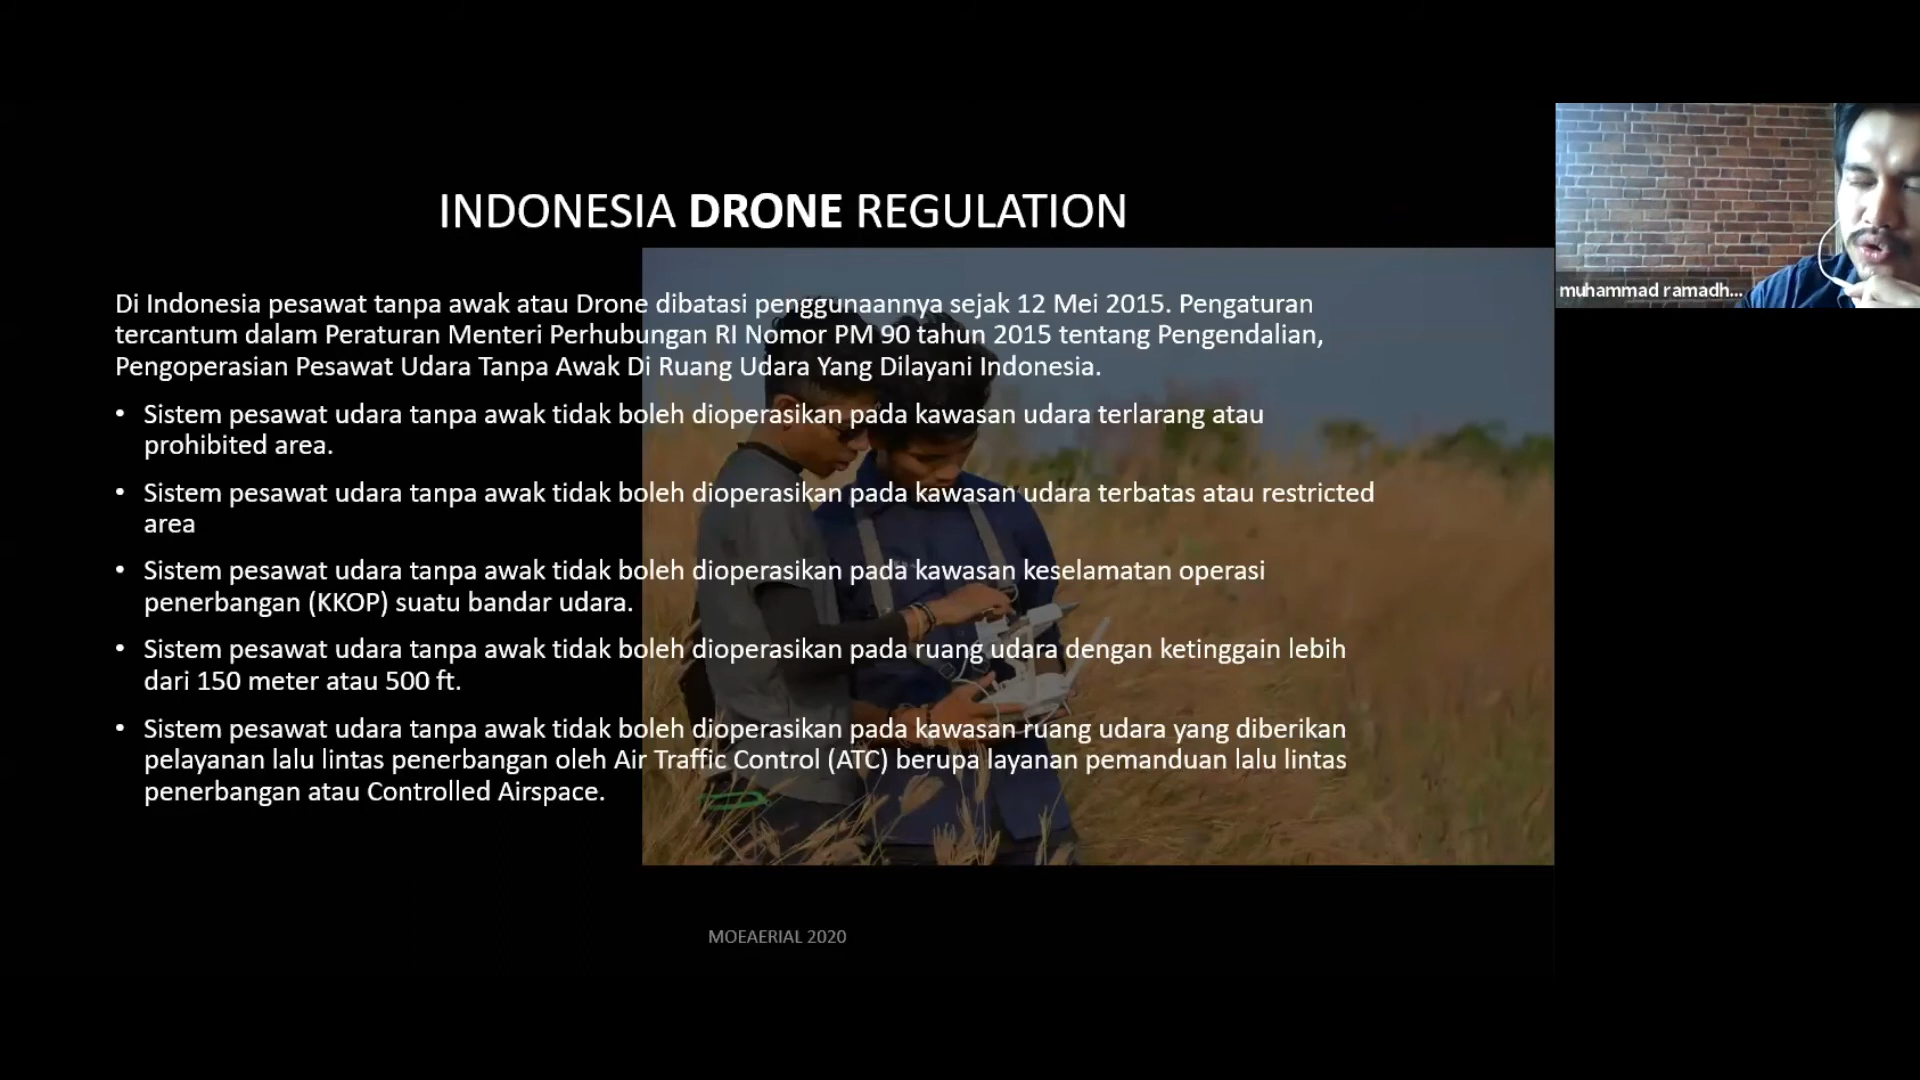 INDONESIA DRONE REGULATION
muhammad ramadh...
Di Indonesia pesawat tanpa awak atau Drone dibatasi penggunaannya sejak 12 Mei 2015. Pengaturan
tercantum dalam Peraturan Menteri Perhubungan RI Nomor PM 90 tahun 2015 tentang Pengendalian,
Pengoperasian Pesawat Udara Tanpa Awak Di Ruang Udara Yang Dilayani Indonesia.
• Sistem pesawat udara tanpa awak tidak boleh dioperasikan pada kawasan udara terlarang atau
prohibited area.
• Sistem pesawat udara tanpa awak tidak boleh dioperasikan pada kawasan udara terbatas atau restricted
area
• Sistem pesawat udara tanpa awak tidak boleh dioperasikan pada kawasan keselamatan operasi
penerbangan (KKOP) suatu bandar udara.
• Sistem pesawat udara tanpa awak tidak boleh dioperasikan pada ruang udara dengan ketinggain lebih
dari 150 meter atau 500 ft.
• Sistem pesawat udara tanpa awak tidak boleh dioperasikan pada kawasan ruang udara yang diberikan
pelayanan lalu lintas penerbangan oleh Air Traffic Control (ATC) berupa layanan pemanduan lalu lintas
penerbangan atau Controlled Airspace.
MOEAERIAL 2020